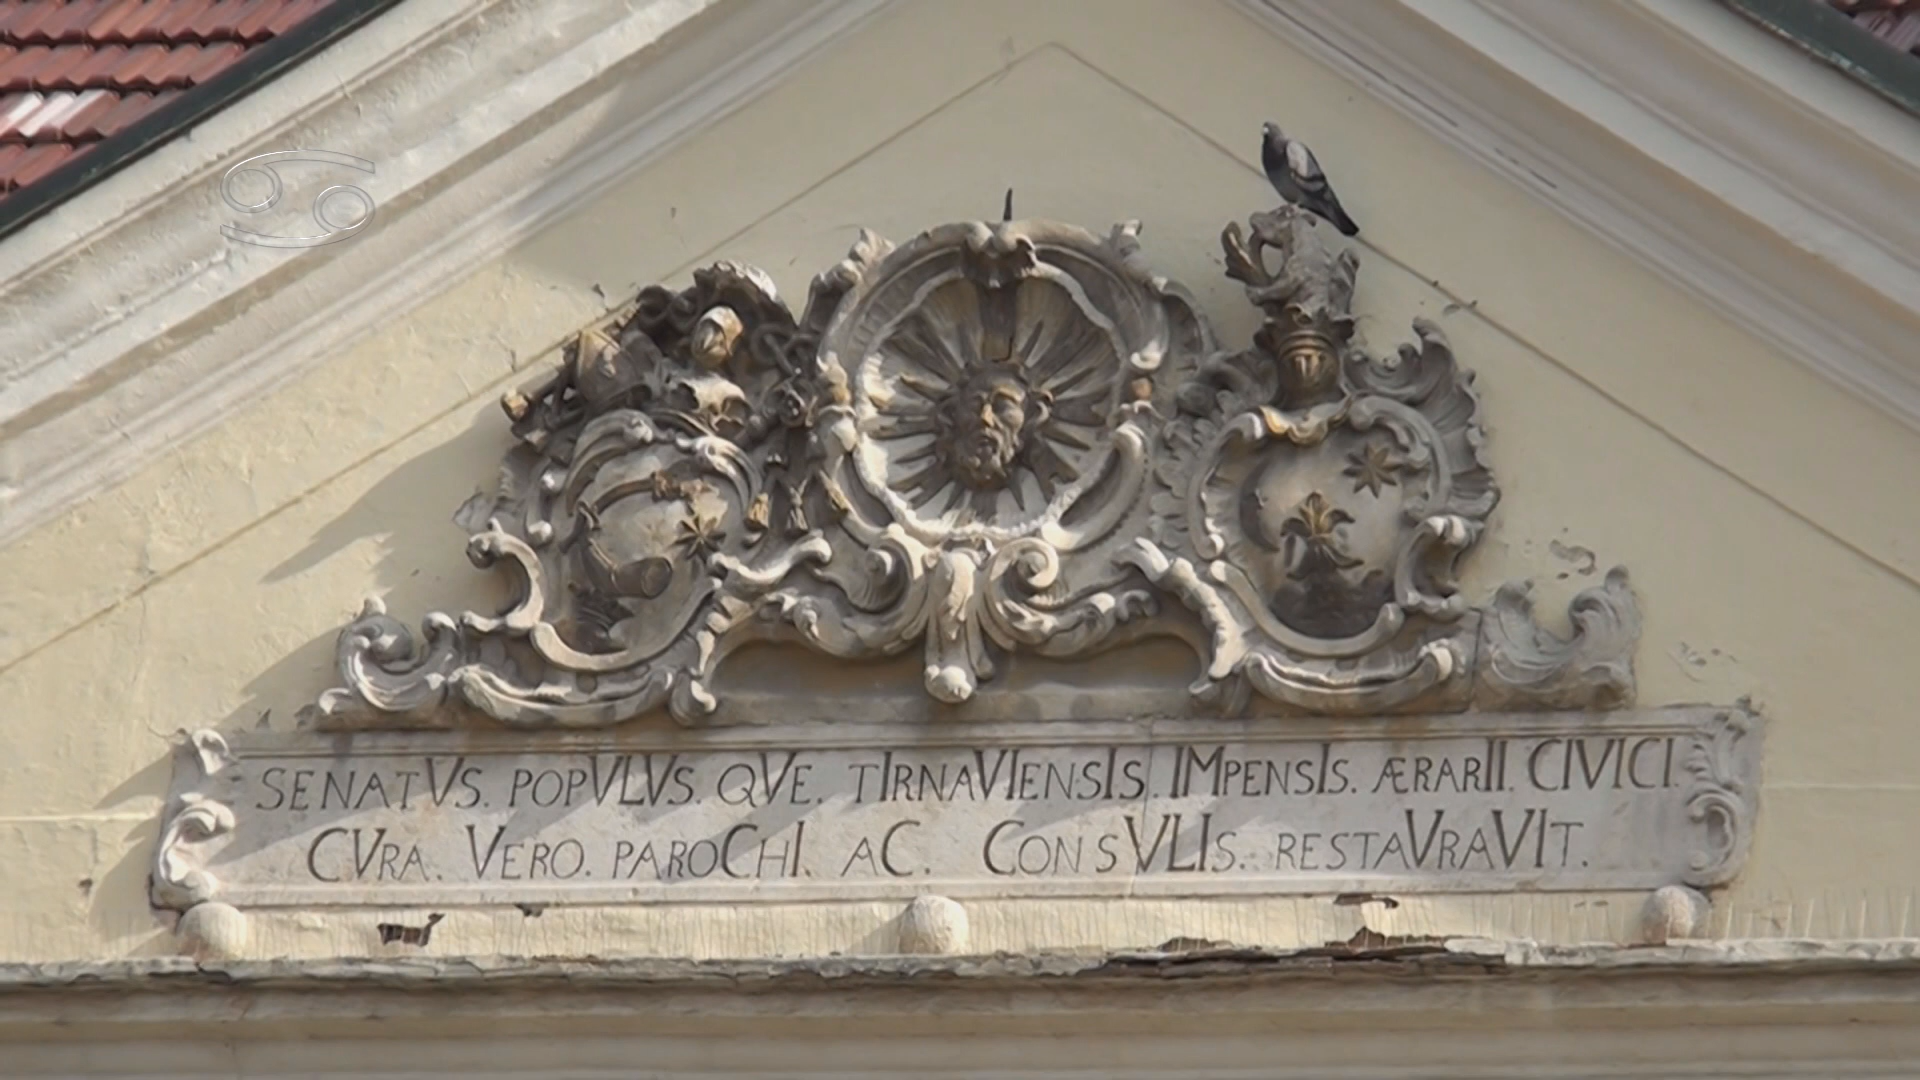 SENATVS. POPVLVS. QVE. TIRNAVIENSIS. IMPENSIS. ÆRARII. CIVICI.
CVRA. VERO. PAROCHI. AC. CONSVLIS. RESTAVRAVIT.